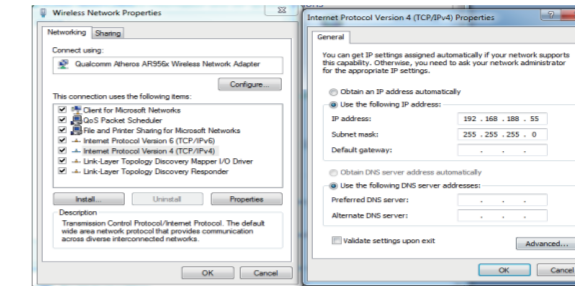 Wireless Network Properties
Networking Sharing
Connect using:
Qualcomm Atheros AR956x Wireless Network Adapter
Configure...
This connection uses the following items:
Client for Microsoft Networks
QoS Packet Scheduler
File and Printer Sharing for Microsoft Networks
Internet Protocol Version 6 (TCP/IPv6)
Internet Protocol Version 4 (TCP/IPv4)
Link-Layer Topology Discovery Mapper I/O Driver
Link-Layer Topology Discovery Responder
Install... Uninstall Properties
Description
Transmission Control Protocol/Internet Protocol. The default
wide area network protocol that provides communication
across diverse interconnected networks.
OK Cancel
Internet Protocol Version 4 (TCP/IPv4) Properties
General
You can get IP settings assigned automatically if your network supports
this capability. Otherwise, you need to ask your network administrator
for the appropriate IP settings.
Obtain an IP address automatically
Use the following IP address:
IP address: 192 . 168 . 188 . 55
Subnet mask: 255 . 255 . 255 . 0
Default gateway: . . .
Obtain DNS server address automatically
Use the following DNS server addresses:
Preferred DNS server: . . .
Alternate DNS server: . . .
Validate settings upon exit
Advanced...
OK Cancel